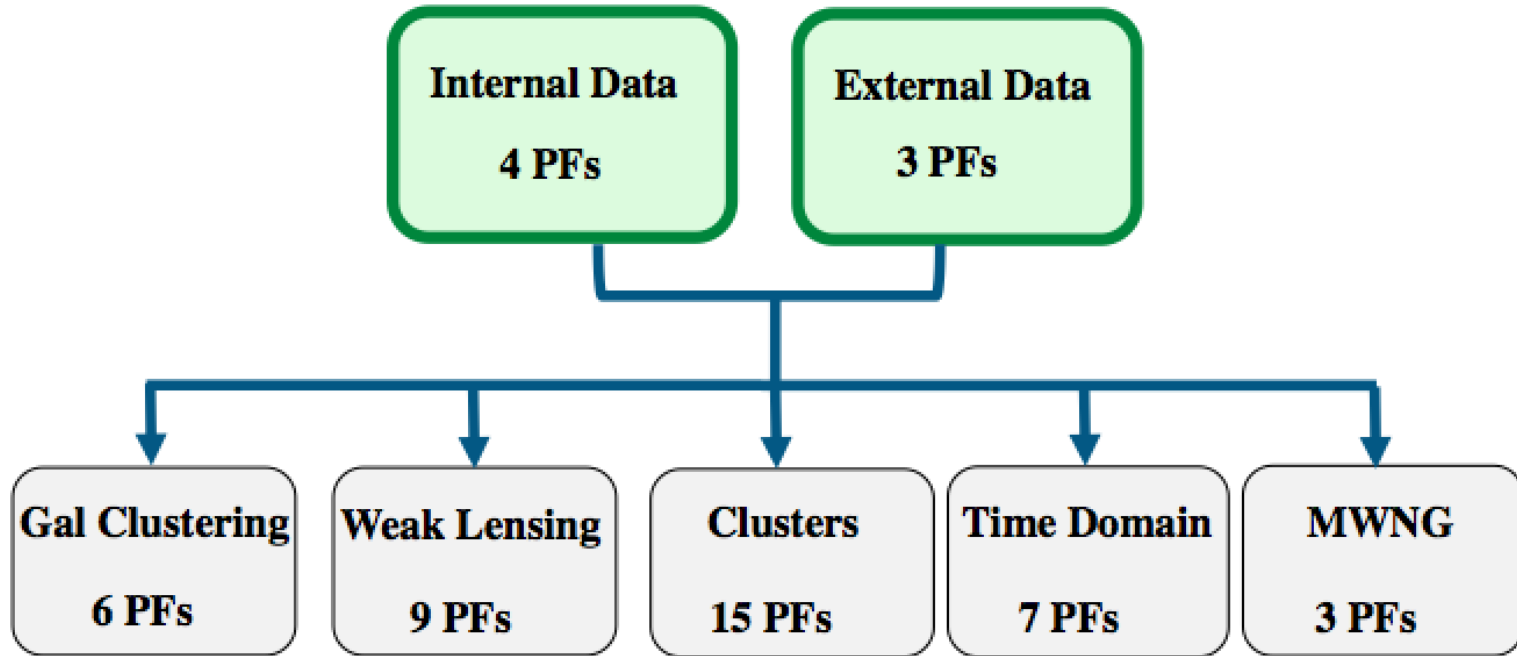 Internal Data
4 PFs
External Data
3 PFs
Gal Clustering
6 PFs
Weak Lensing
9 PFs
Clusters
15 PFs
Time Domain
7 PFs
MWNG
3 PFs